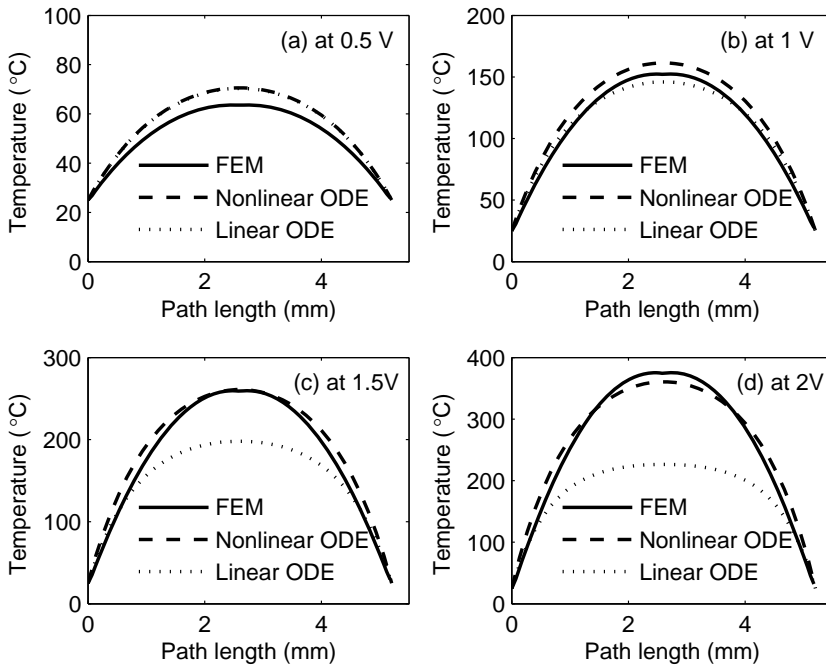 (a) at 0.5 V
Temperature ( °C)
100
80
60
40
20
0
FEM
Nonlinear ODE
Linear ODE
0 2 4
Path length (mm)
(b) at 1 V
Temperature ( °C)
200
150
100
50
0
FEM
Nonlinear ODE
Linear ODE
0 2 4
Path length (mm)
(c) at 1.5V
Temperature ( °C)
300
200
100
0
FEM
Nonlinear ODE
Linear ODE
0 2 4
Path length (mm)
(d) at 2V
Temperature ( °C)
400
300
200
100
0
FEM
Nonlinear ODE
Linear ODE
0 2 4
Path length (mm)